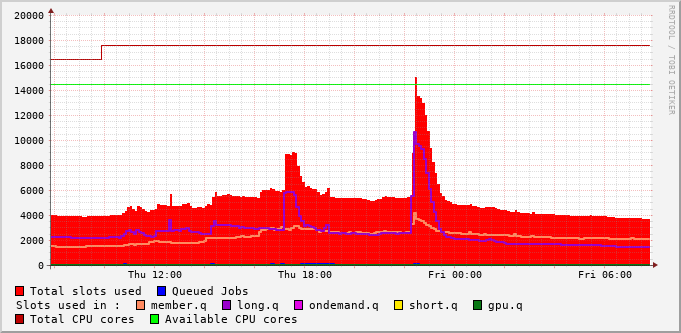 20000
18000
16000
14000
12000
10000
8000
6000
4000
2000
0
Thu 12:00 Thu 18:00 Fri 00:00 Fri 06:00
Total slots used Queued Jobs
Slots used in : member.q long.q ondemand.q short.q gpu.q
Total CPU cores Available CPU cores
RRDTOOL / TOBI OETIKER